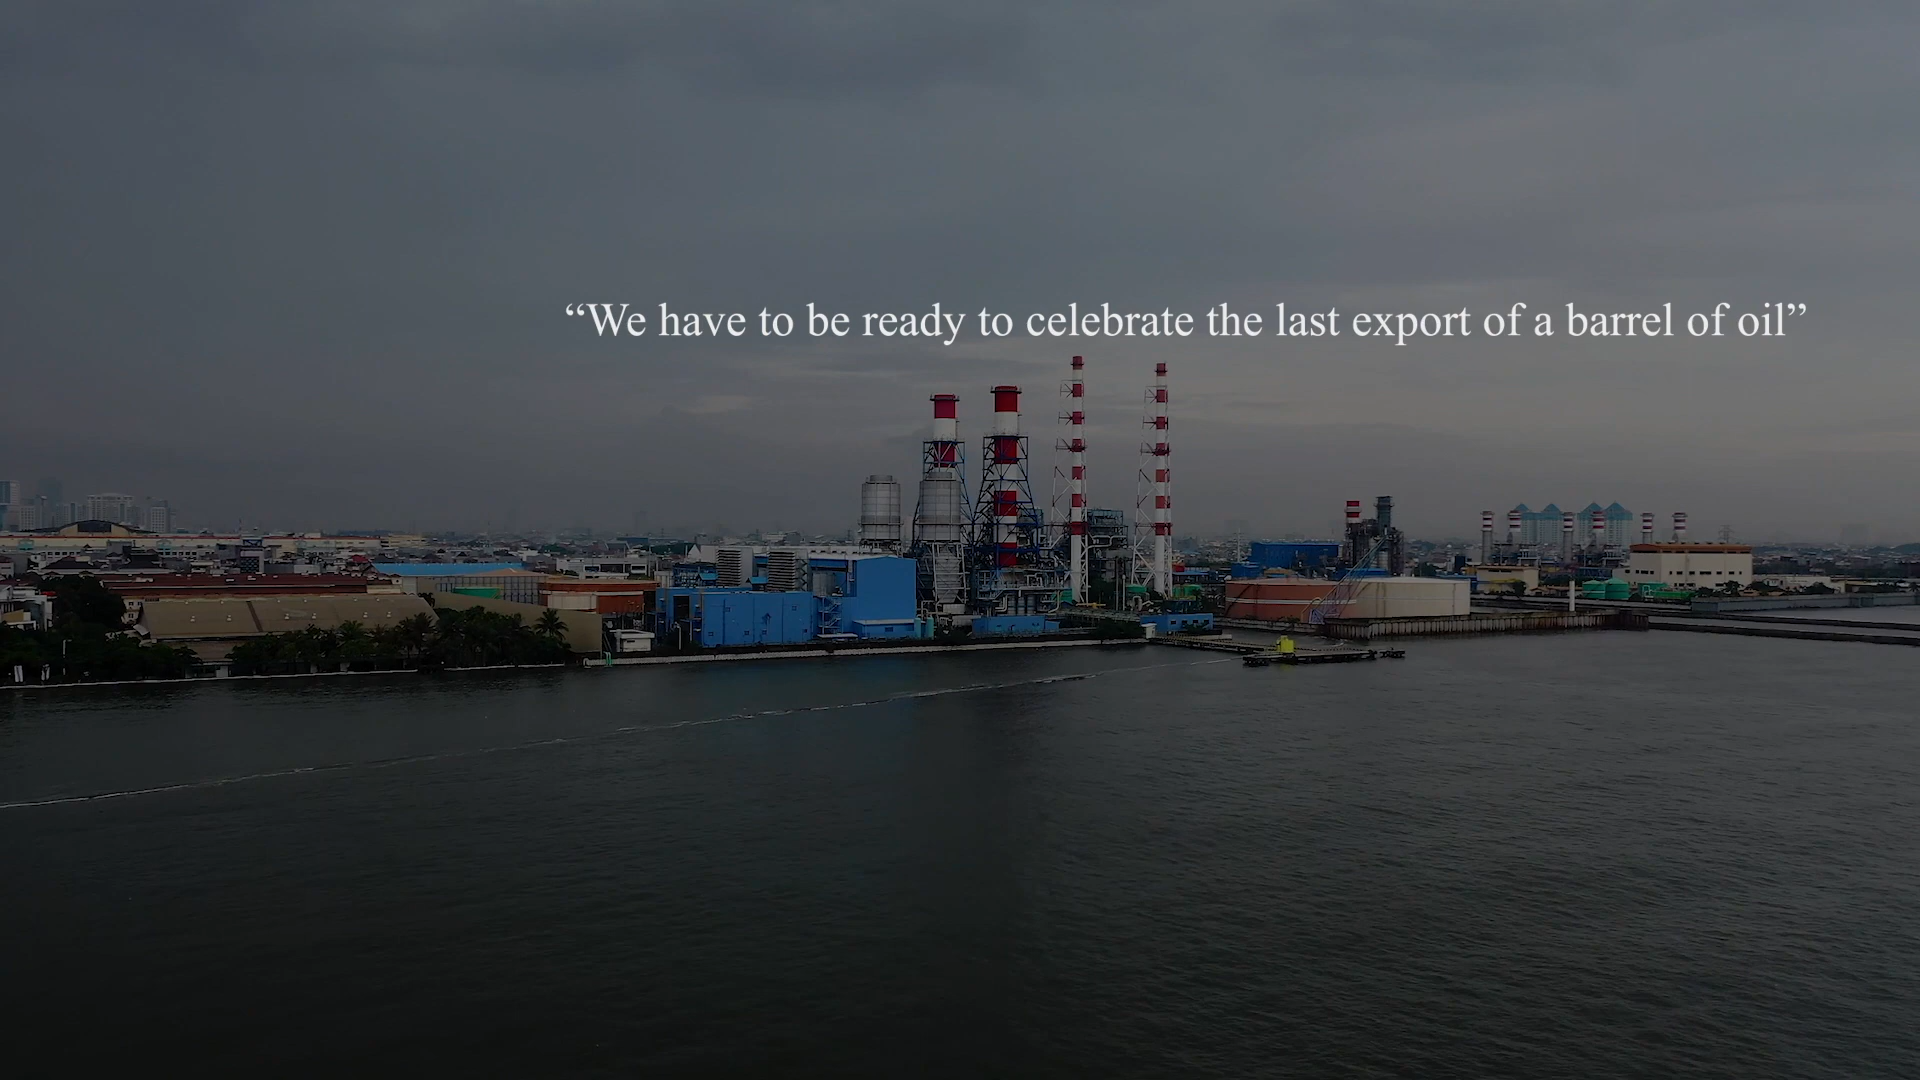 “We have to be ready to celebrate the last export of a barrel of oil”